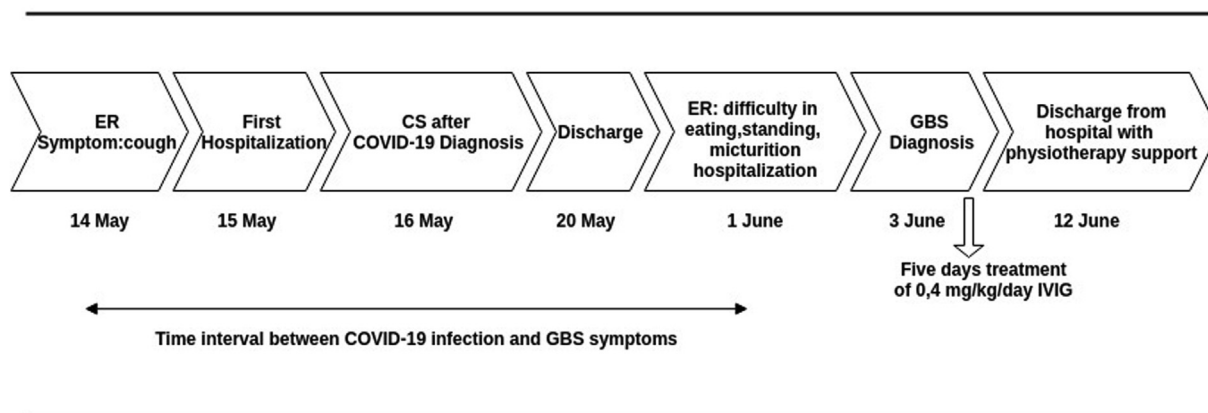 ER
Symptom:cough
First
Hospitalization
CS after
COVID-19 Diagnosis
Discharge
ER: difficulty in
eating,standing,
micturition
hospitalization
GBS
Diagnosis
Discharge from
hospital with
physiotherapy support
14 May
15 May
16 May
20 May
1 June
3 June
12 June
Five days treatment
of 0,4 mg/kg/day IVIG
Time interval between COVID-19 infection and GBS symptoms